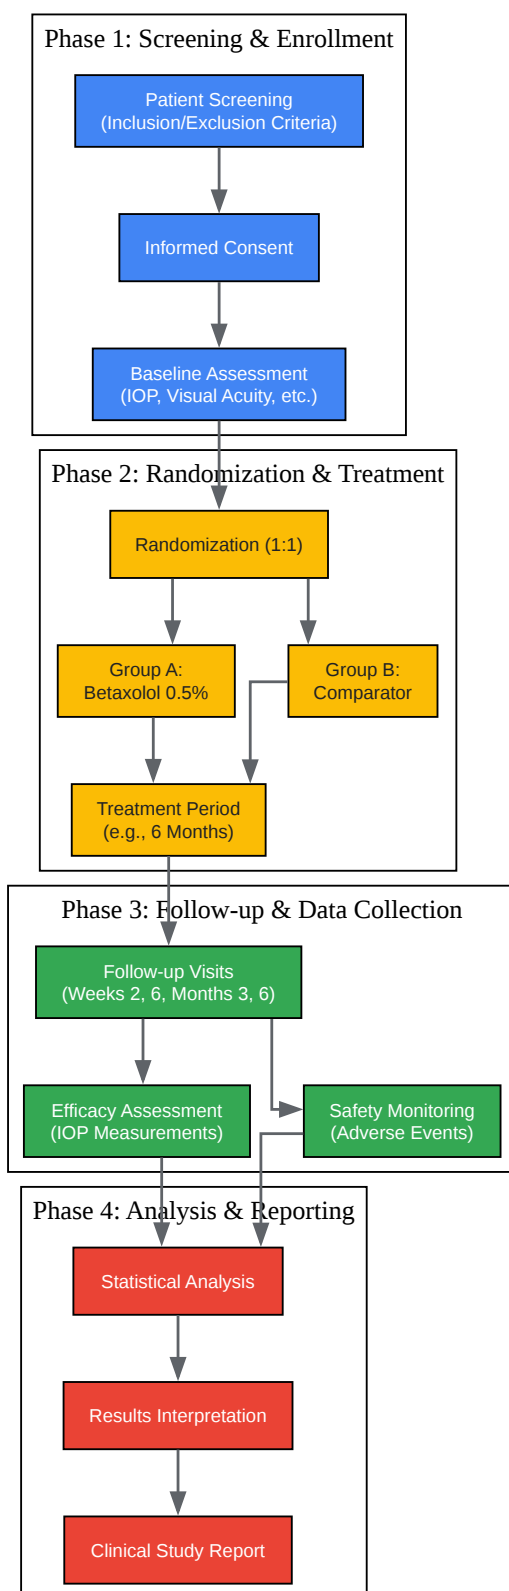 Phase 1: Screening & Enrollment
Patient Screening
(Inclusion/Exclusion Criteria)
Informed Consent
Baseline Assessment
(IOP, Visual Acuity, etc.)
Phase 2: Randomization & Treatment
Randomization (1:1)
Group A:
Betaxolol 0.5%
Group B:
Comparator
Treatment Period
(e.g., 6 Months)
Phase 3: Follow-up & Data Collection
Follow-up Visits
(Weeks 2, 6, Months 3, 6)
Efficacy Assessment
(IOP Measurements)
Safety Monitoring
(Adverse Events)
Phase 4: Analysis & Reporting
Statistical Analysis
Results Interpretation
Clinical Study Report